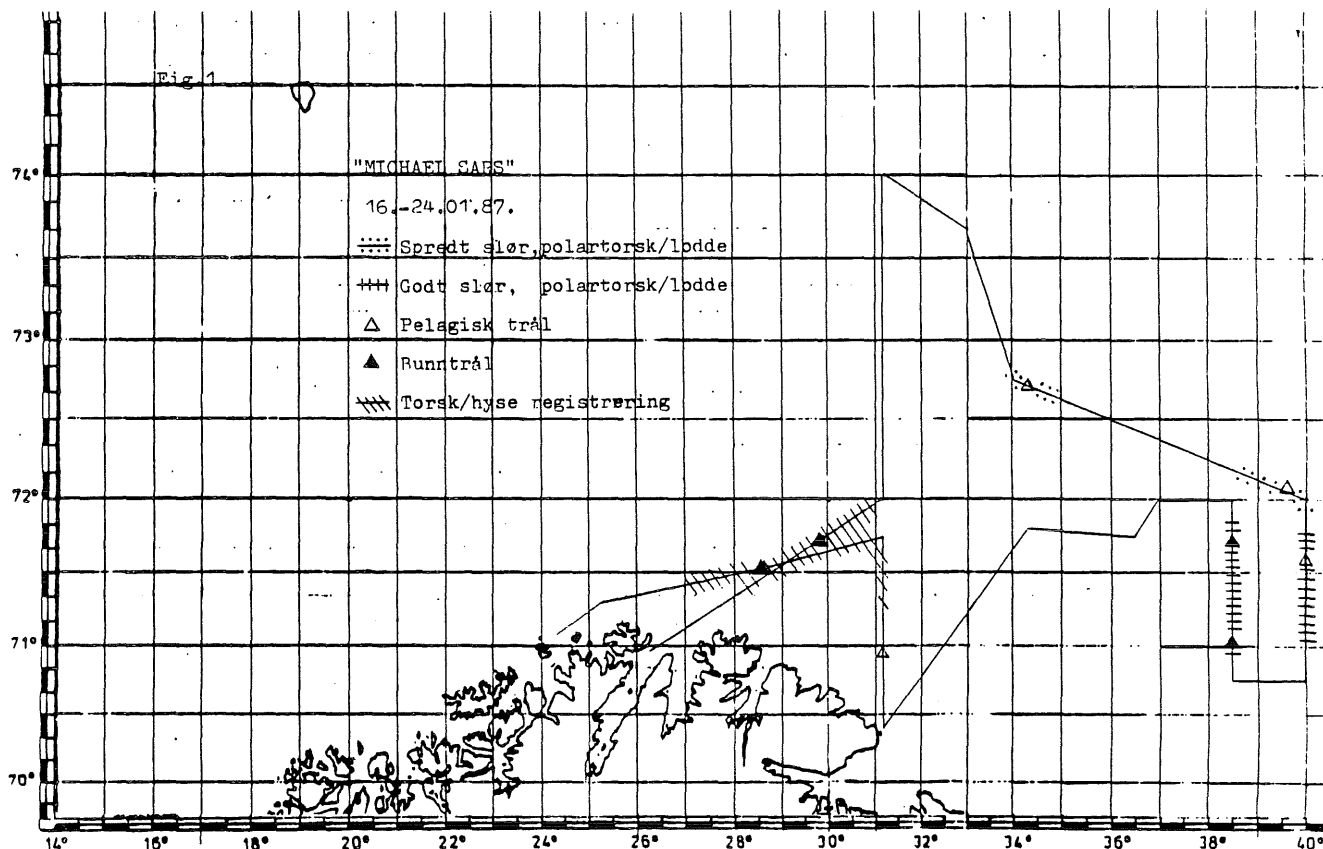 Fig.1
"MICHAEL SARS"
16.-24.01.87.
Spredt slør,polartorsk/lodde
Godt slør, polartorsk/lodde
Pelagisk trål
Bunntrål
Torsk/hyse registrering
74°
73°
72°
71°
70°
14° 16° 18° 20° 22° 24° 26° 28° 30° 32° 34° 36° 38° 40°